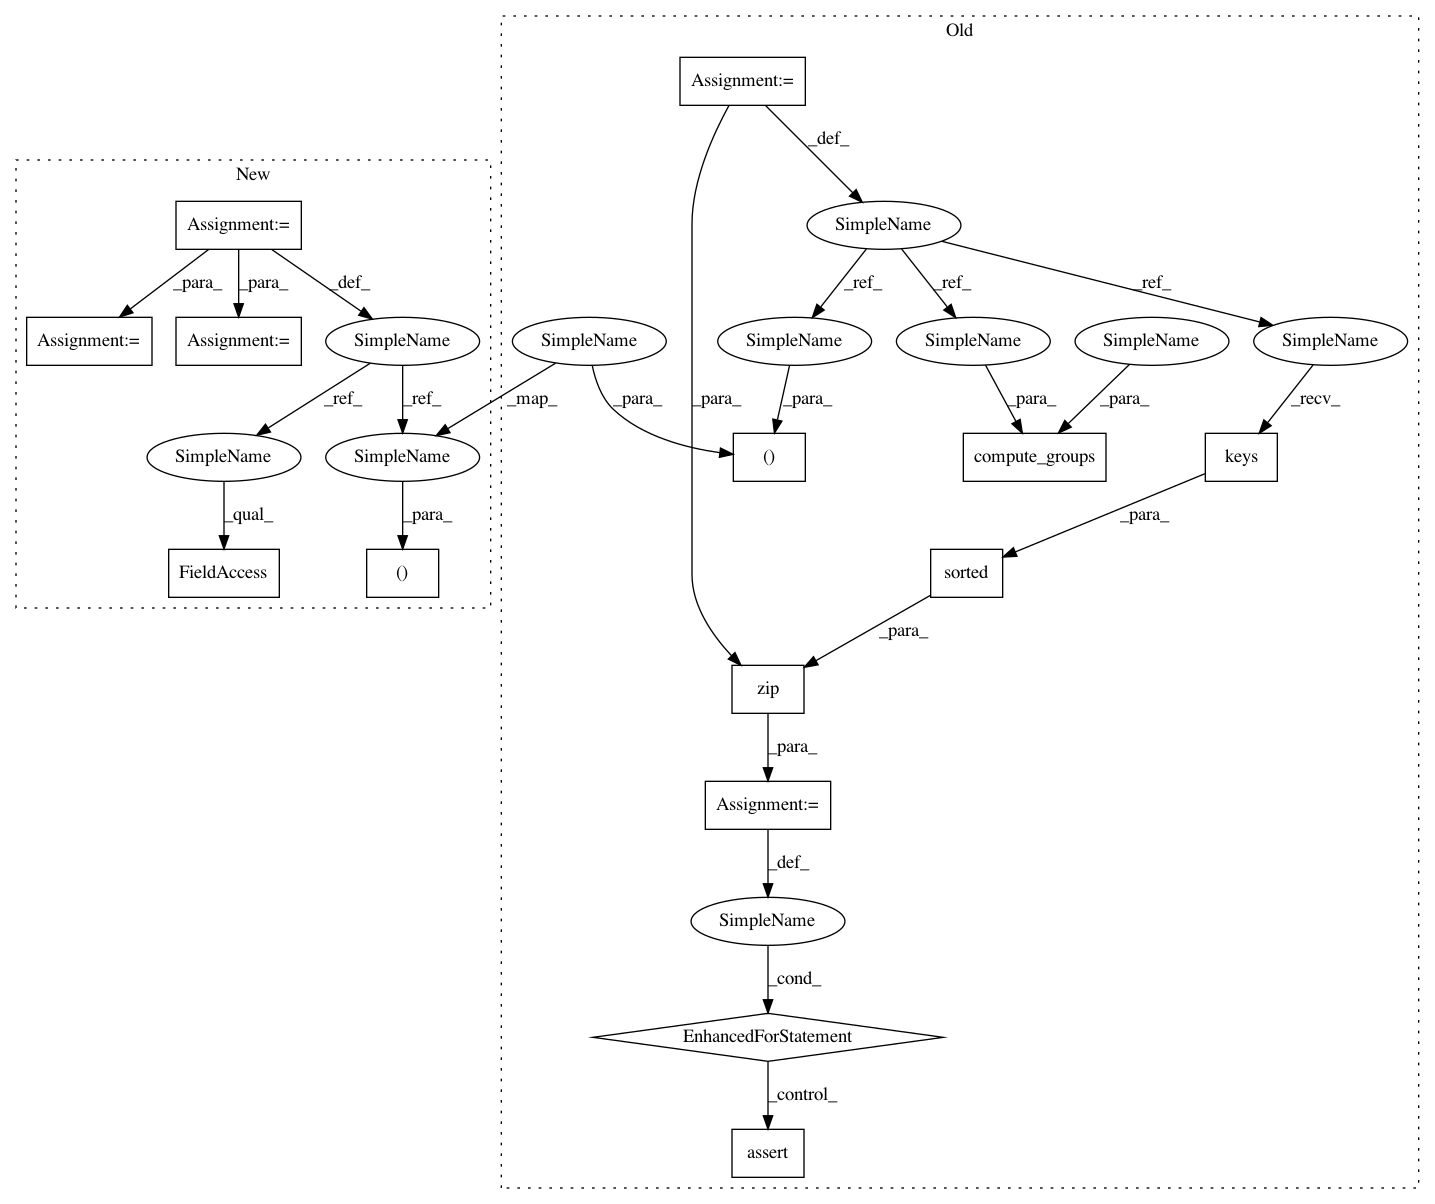 Old
Assignment:=
_def_
New
Assignment:=
SimpleName
_para_
_para_
_def_
_ref_
_ref_
_ref_
Assignment:=
Assignment:=
SimpleName
SimpleName
SimpleName
SimpleName
SimpleName
SimpleName
_ref_
_ref_
_map_
_para_
_para_
_para_
_para_
_para_
_recv_
SimpleName
SimpleName
()
compute_groups
keys
_qual_
_para_
_para_
FieldAccess
()
sorted
_para_
zip
_para_
Assignment:=
_def_
SimpleName
_cond_
EnhancedForStatement
_control_
assert